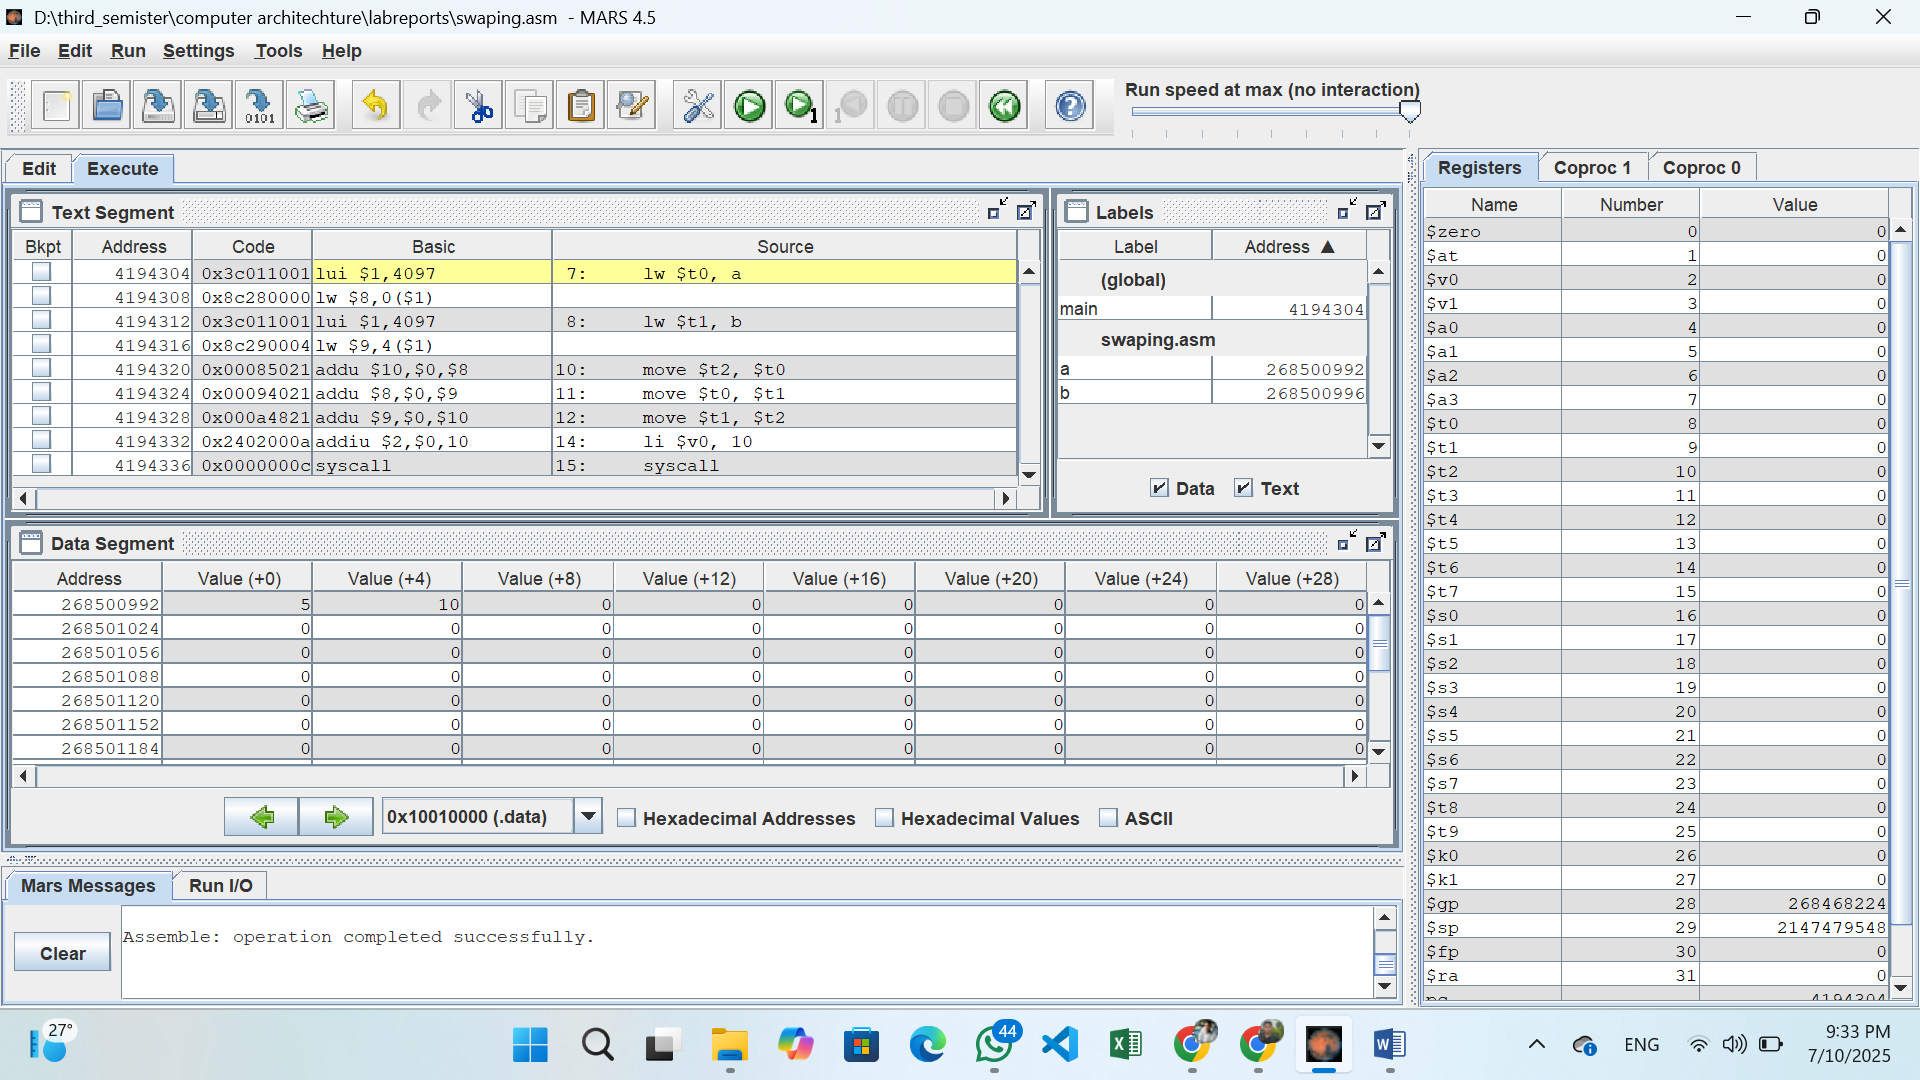 D:\third_semister\computer architechture\labreports\swaping.asm - MARS 4.5
File Edit Run Settings Tools Help
Run speed at max (no interaction)
Edit Execute
Text Segment
Bkpt Address Code Basic Source
4194304 0x3c011001 lui $1,4097 7: lw $t0, a
4194308 0x8c280000 lw $8,0($1)
4194312 0x3c011001 lui $1,4097 8: lw $t1, b
4194316 0x8c290004 lw $9,4($1)
4194320 0x00085021 addu $10,$0,$8 10: move $t2, $t0
4194324 0x00094021 addu $8,$0,$9 11: move $t0, $t1
4194328 0x000a4821 addu $9,$0,$10 12: move $t1, $t2
4194332 0x2402000a addiu $2,$0,10 14: li $v0, 10
4194336 0x0000000c syscall 15: syscall
Labels
Label Address ▲
(global)
main 4194304
swaping.asm
a 268500992
b 268500996
Data Text
Data Segment
Address Value (+0) Value (+4) Value (+8) Value (+12) Value (+16) Value (+20) Value (+24) Value (+28)
268500992 5 10 0 0 0 0 0 0
268501024 0 0 0 0 0 0 0 0
268501056 0 0 0 0 0 0 0 0
268501088 0 0 0 0 0 0 0 0
268501120 0 0 0 0 0 0 0 0
268501152 0 0 0 0 0 0 0 0
268501184 0 0 0 0 0 0 0 0
0x10010000 (.data) Hexadecimal Addresses Hexadecimal Values ASCII
Mars Messages Run I/O
Clear
Assemble: operation completed successfully.
Registers Coproc 1 Coproc 0
Name Number Value
$zero 0 0
$at 1 0
$v0 2 0
$v1 3 0
$a0 4 0
$a1 5 0
$a2 6 0
$a3 7 0
$t0 8 0
$t1 9 0
$t2 10 0
$t3 11 0
$t4 12 0
$t5 13 0
$t6 14 0
$t7 15 0
$s0 16 0
$s1 17 0
$s2 18 0
$s3 19 0
$s4 20 0
$s5 21 0
$s6 22 0
$s7 23 0
$t8 24 0
$t9 25 0
$k0 26 0
$k1 27 0
$gp 28 268468224
$sp 29 2147479548
$fp 30 0
$ra 31 0
pc 4194304
27°
44
ENG
9:33 PM
7/10/2025